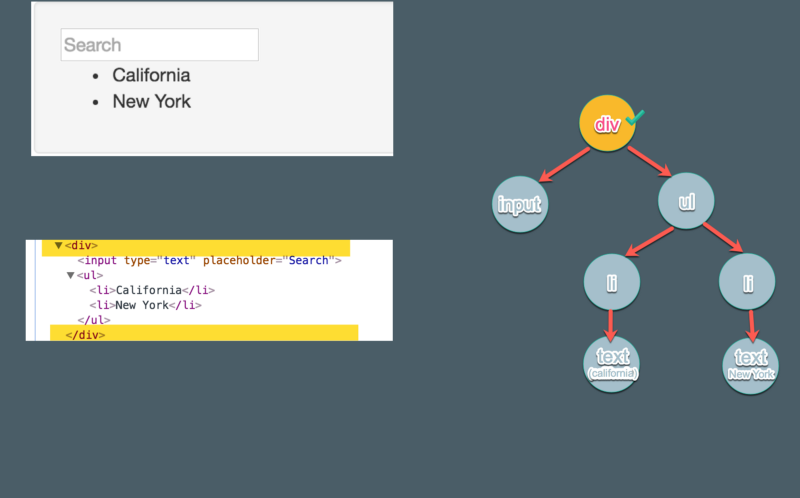 Search
California
New York
<div>
<input type="text" placeholder="Search">
<ul>
<li>California</li>
<li>New York</li>
</ul>
</div>
div
input
ul
li
li
text
(california)
text
New York